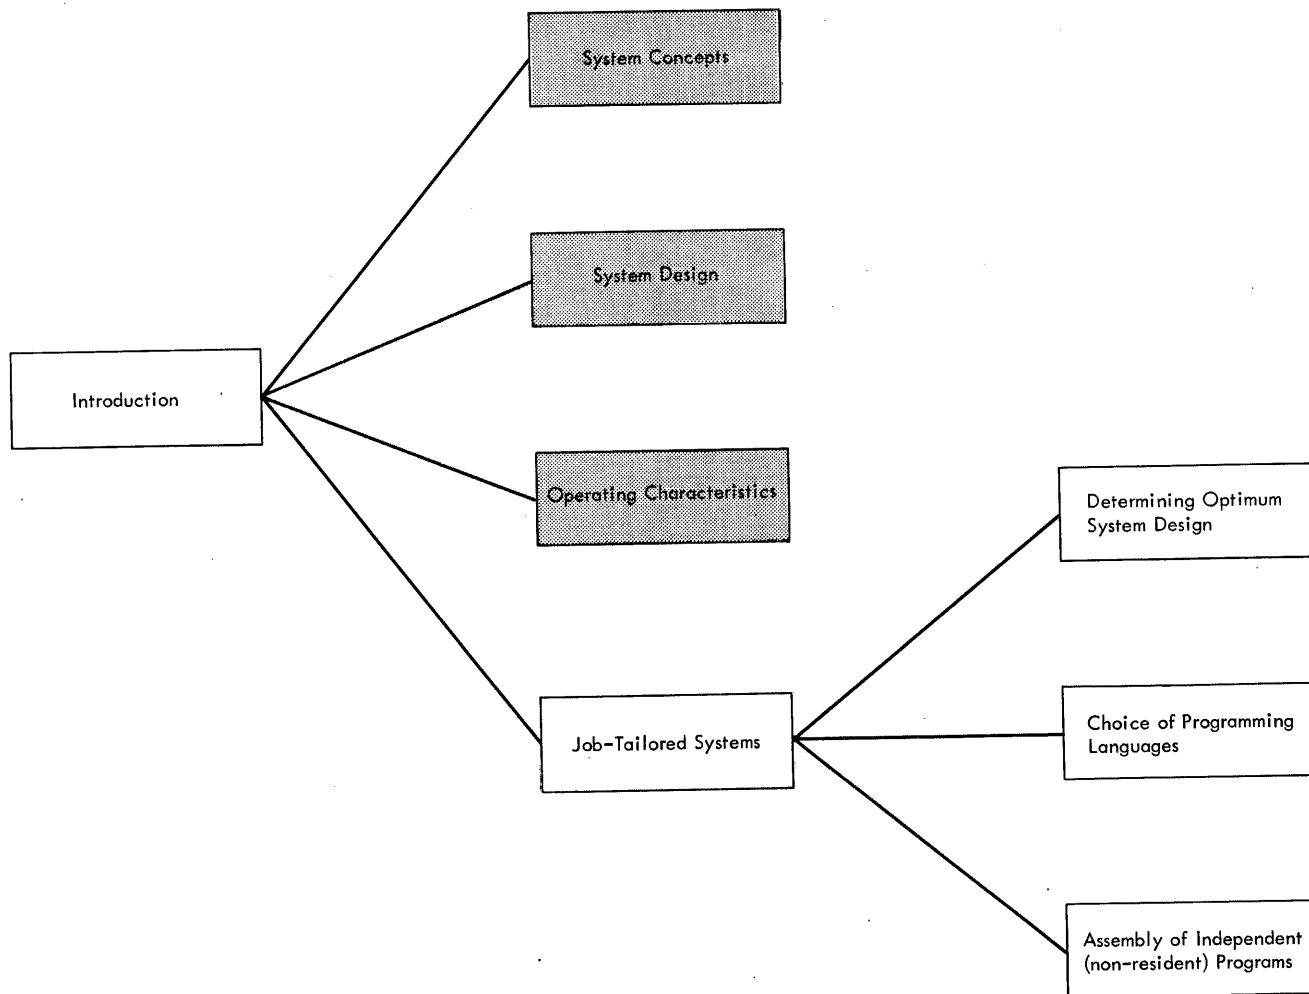 System Concepts
System Design
Introduction
Operating Characteristics
Determining Optimum
System Design
Job-Tailored Systems
Choice of Programming
Languages
Assembly of Independent
(non-resident) Programs